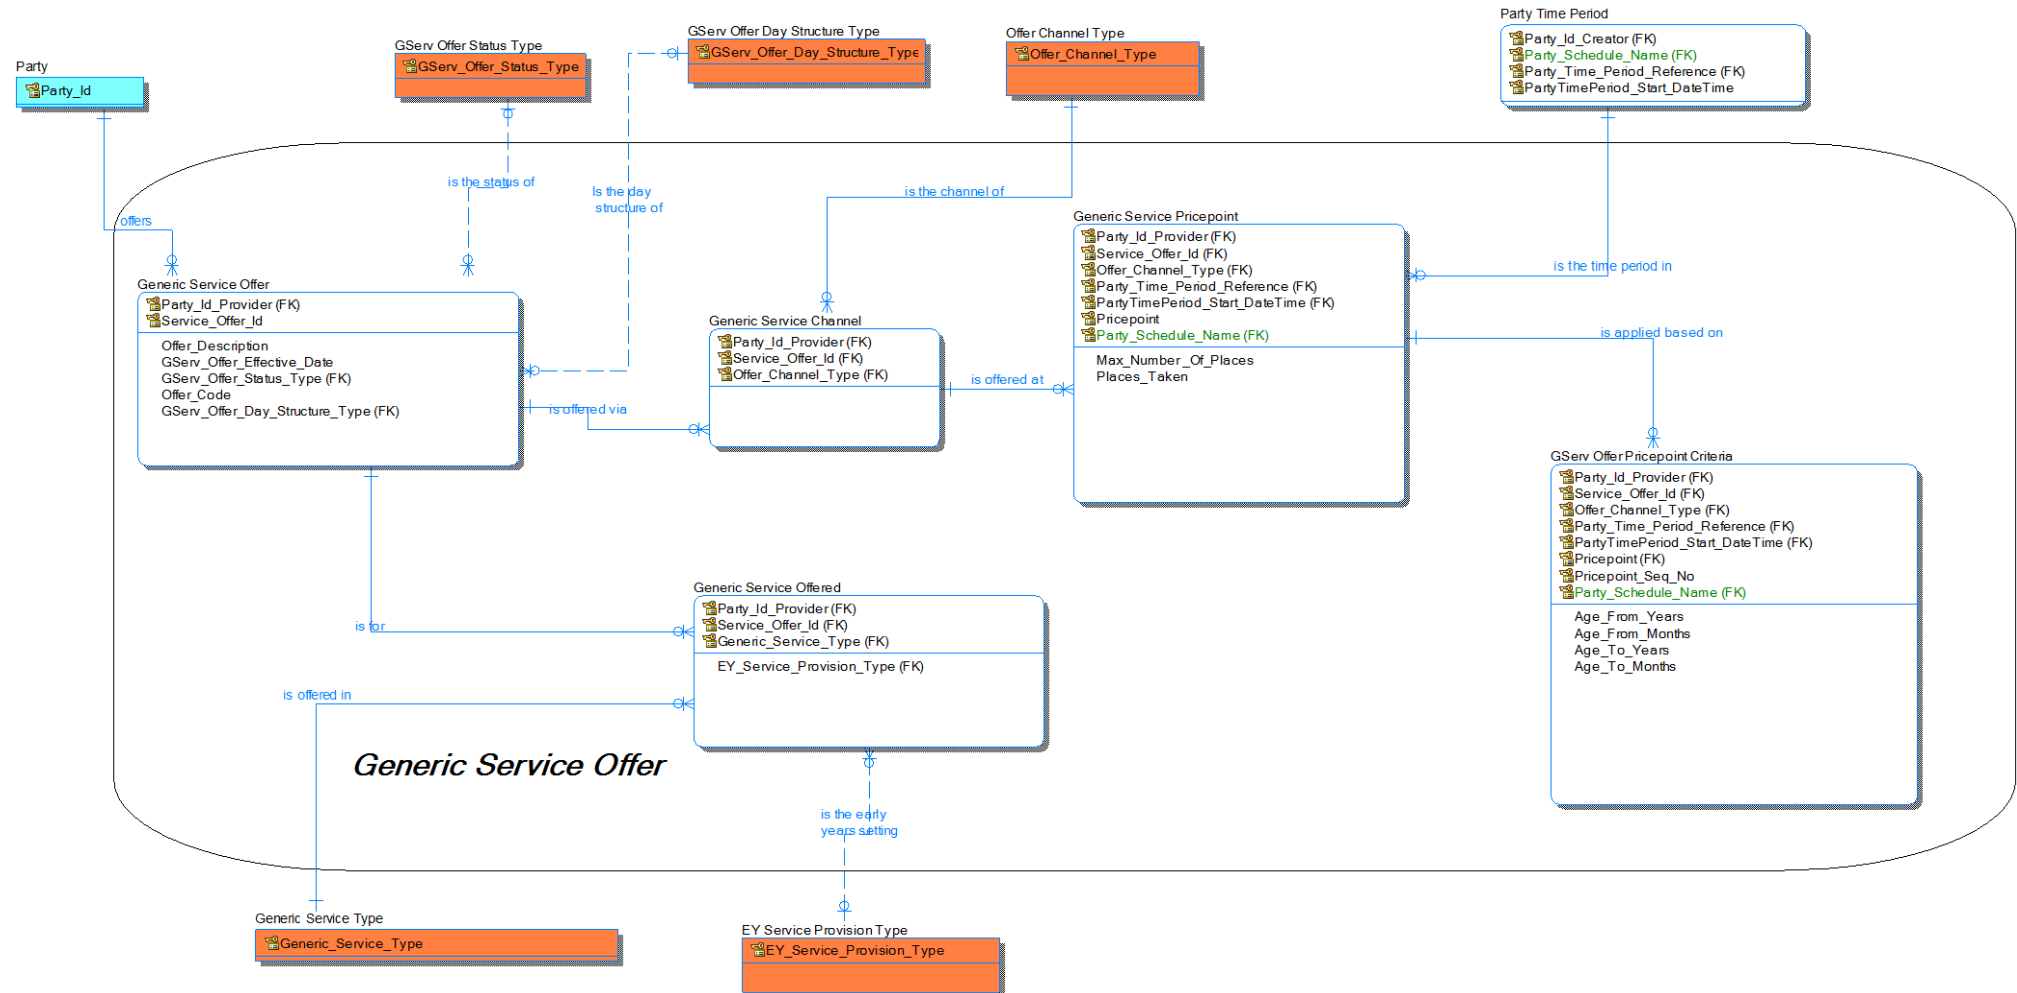 Party
Party_Id
GServ Offer Status Type
GServ_Offer_Status_Type
GServ Offer Day Structure Type
GServ_Offer_Day_Structure_Type
Offer Channel Type
Offer_Channel_Type
Party Time Period
Party_Id_Creator (FK)
Party_Schedule_Name (FK)
Party_Time_Period_Reference (FK)
PartyTimePeriod_Start_DateTime
offers
is the status of
Is the day
structure of
is the channel of
is the time period in
is applied based on
Generic Service Offer
Party_Id_Provider (FK)
Service_Offer_Id
Offer_Description
GServ_Offer_Effective_Date
GServ_Offer_Status_Type (FK)
Offer_Code
GServ_Offer_Day_Structure_Type (FK)
is offered via
Generic Service Channel
Party_Id_Provider (FK)
Service_Offer_Id (FK)
Offer_Channel_Type (FK)
is offered at
Generic Service Pricepoint
Party_Id_Provider (FK)
Service_Offer_Id (FK)
Offer_Channel_Type (FK)
Party_Time_Period_Reference (FK)
PartyTimePeriod_Start_DateTime (FK)
Pricepoint
Party_Schedule_Name (FK)
Max_Number_Of_Places
Places_Taken
GServ Offer Pricepoint Criteria
Party_Id_Provider (FK)
Service_Offer_Id (FK)
Offer_Channel_Type (FK)
Party_Time_Period_Reference (FK)
PartyTimePeriod_Start_DateTime (FK)
Pricepoint (FK)
Pricepoint_Seq_No
Party_Schedule_Name (FK)
Age_From_Years
Age_From_Months
Age_To_Years
Age_To_Months
is for
Generic Service Offered
Party_Id_Provider (FK)
Service_Offer_Id (FK)
Generic_Service_Type (FK)
EY_Service_Provision_Type (FK)
is offered in
Generic Service Offer
is the early
years setting
Generic Service Type
Generic_Service_Type
EY Service Provision Type
EY_Service_Provision_Type